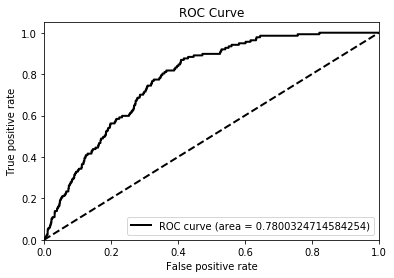 ROC Curve
True positive rate
1.0
0.8
0.6
0.4
0.2
0.0
ROC curve (area = 0.7800324714584254)
0.0 0.2 0.4 0.6 0.8 1.0
False positive rate